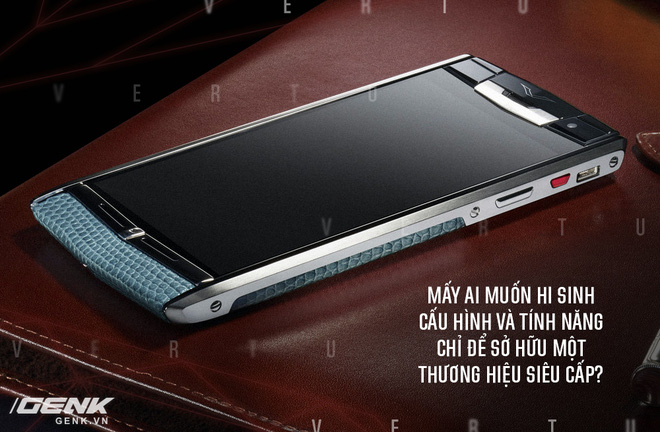 V E R T U
V E R T U
V E R T U
MẤY AI MUỐN HI SINH
CẤU HÌNH VÀ TÍNH NĂNG
CHỈ ĐỂ SỞ HỮU MỘT
THƯƠNG HIỆU SIÊU CẤP?
V E R T U
/GENK
GENK.VN
V E R T U